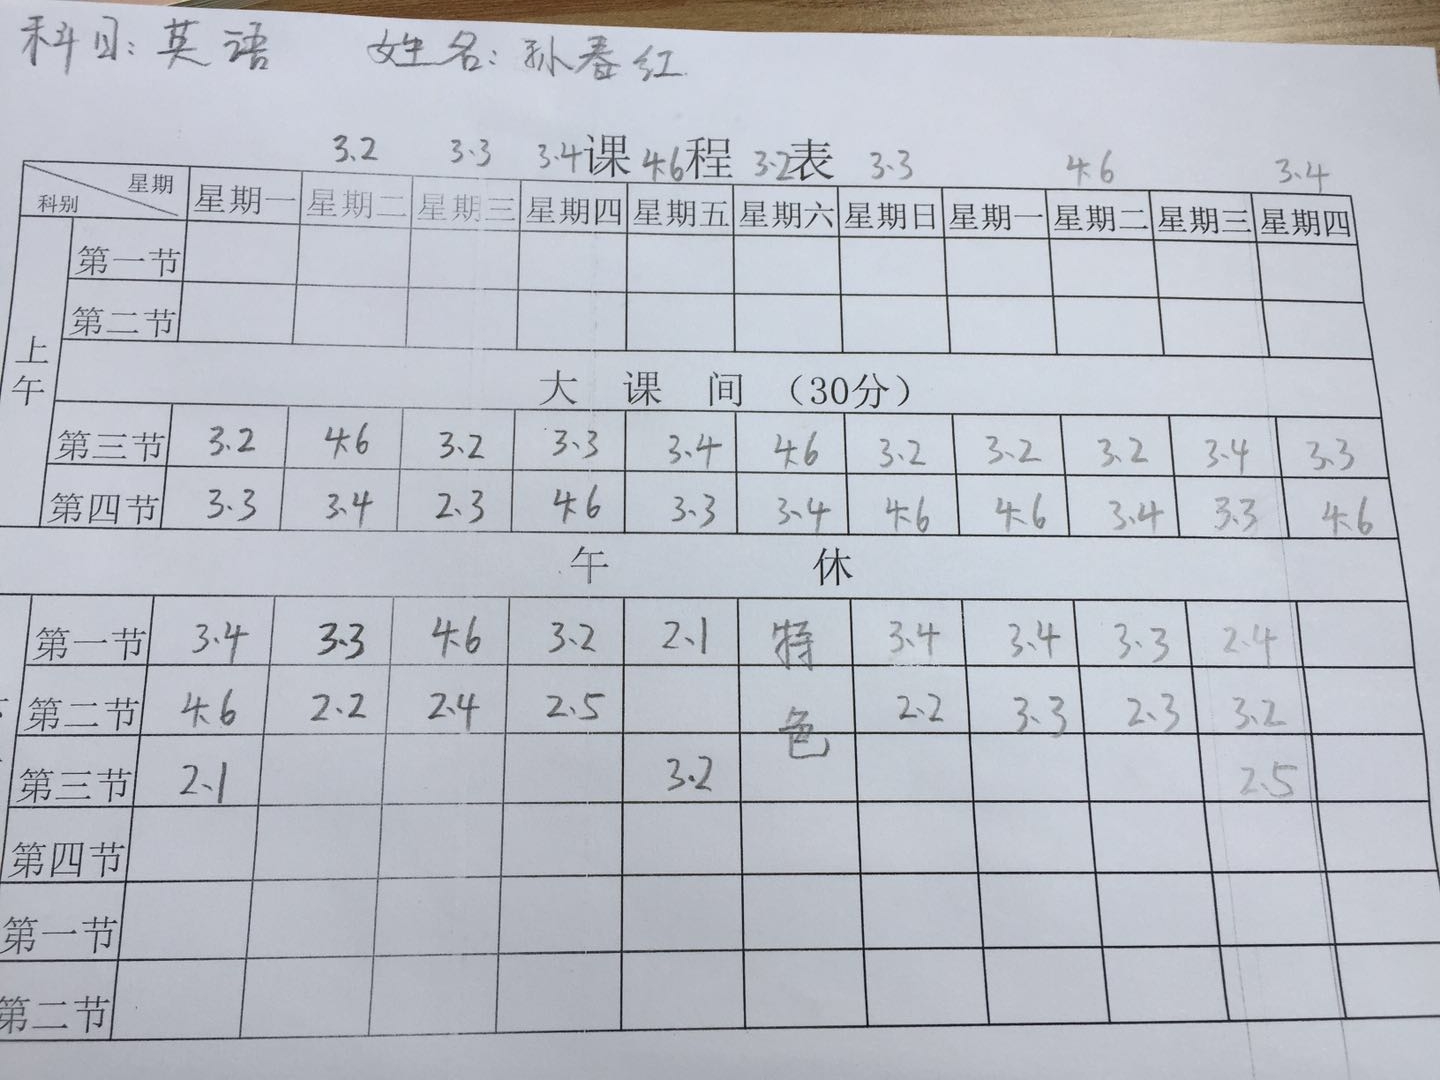 科目: 英语 姓名: 孙春红
3.2 3.3 3.4 4.6 3.2 3.3 4.6 3.4
课程表
星期 科别 星期一 星期二 星期三 星期四 星期五 星期六 星期日 星期一 星期二 星期三 星期四
上午
第一节
第二节
大课间（30分）
第三节 3.2 4.6 3.2 3.3 3.4 4.6 3.2 3.2 3.2 3.4 3.3
第四节 3.3 3.4 2.3 4.6 3.3 3.4 4.6 4.6 3.4 3.3 4.6
午休
第一节 3.4 3.3 4.6 3.2 2.1 特 3.4 3.4 3.3 2.4
第二节 4.6 2.2 2.4 2.5 色 2.2 3.3 2.3 3.2
第三节 2.1 3.2 2.5
第四节
第一节
第二节